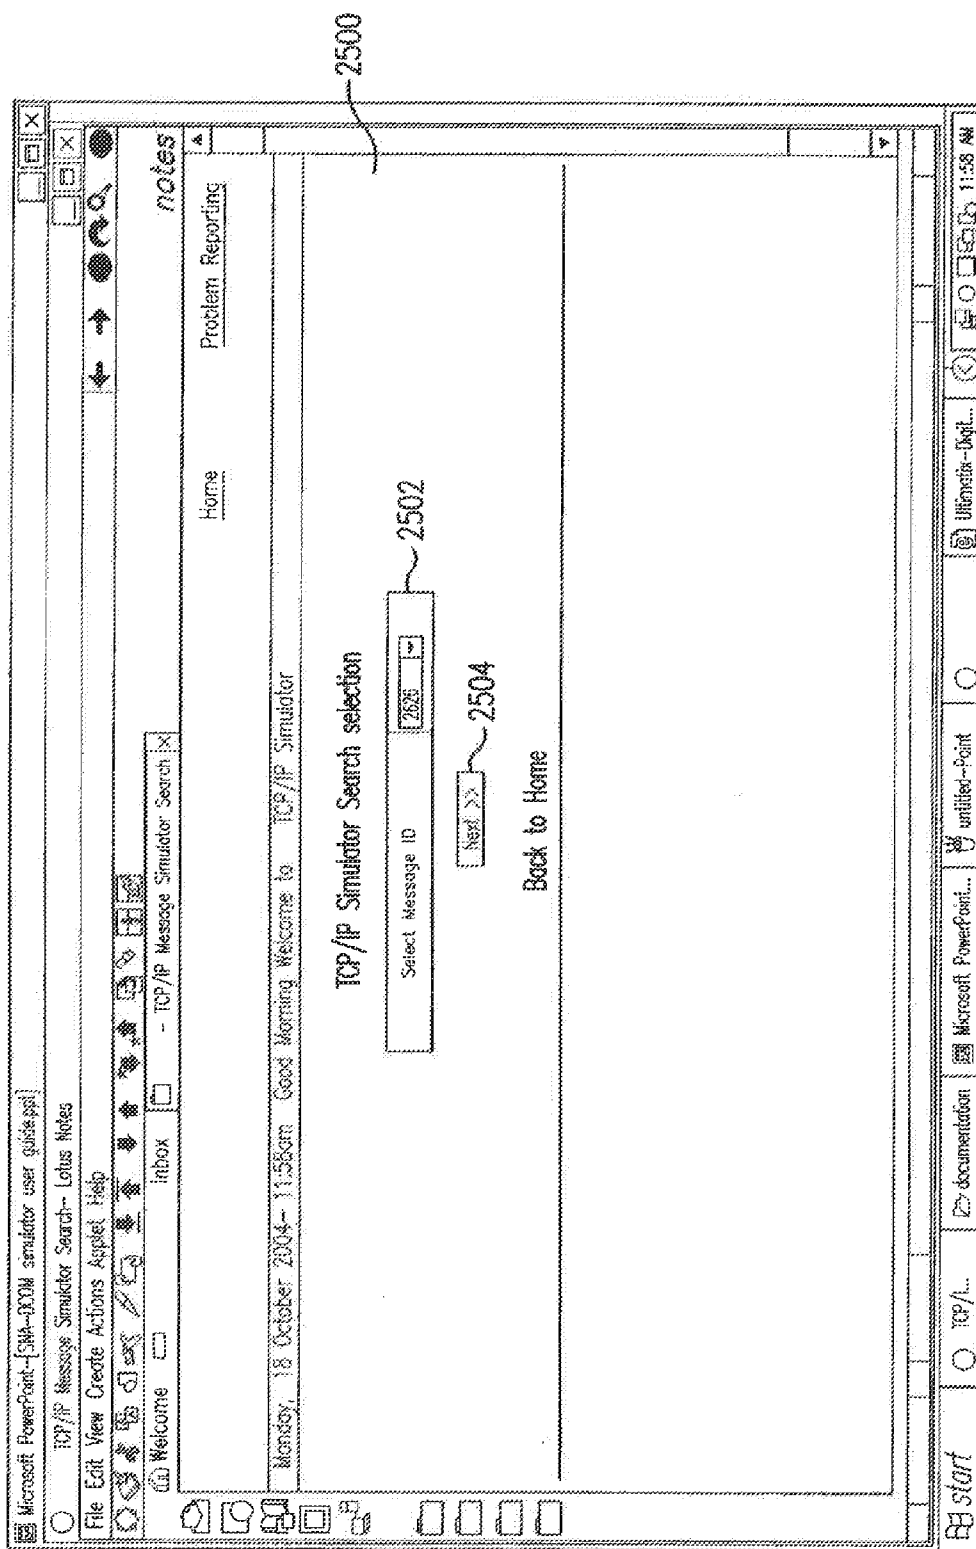 Microsoft PowerPoint-[SNA-DCOM simulator user guide.ppt]
TCP/IP Message Simulator Search-- Lotus Notes
File Edit View Create Actions Applet Help
Welcome
Inbox
- TCP/IP Message Simulator Search
notes
Home
Problem Reporting
Monday, 18 October 2004- 11:58am Good Morning Welcome to TCP/IP Simulator
2500
TCP/IP Simulator Search selection
Select Message ID
2626
2502
Next >>
2504
Back to Home
start
TCP/I...
documentation
Microsoft PowerPoint...
untitled-Paint
Ultimatix-Digit...
11:58 AM